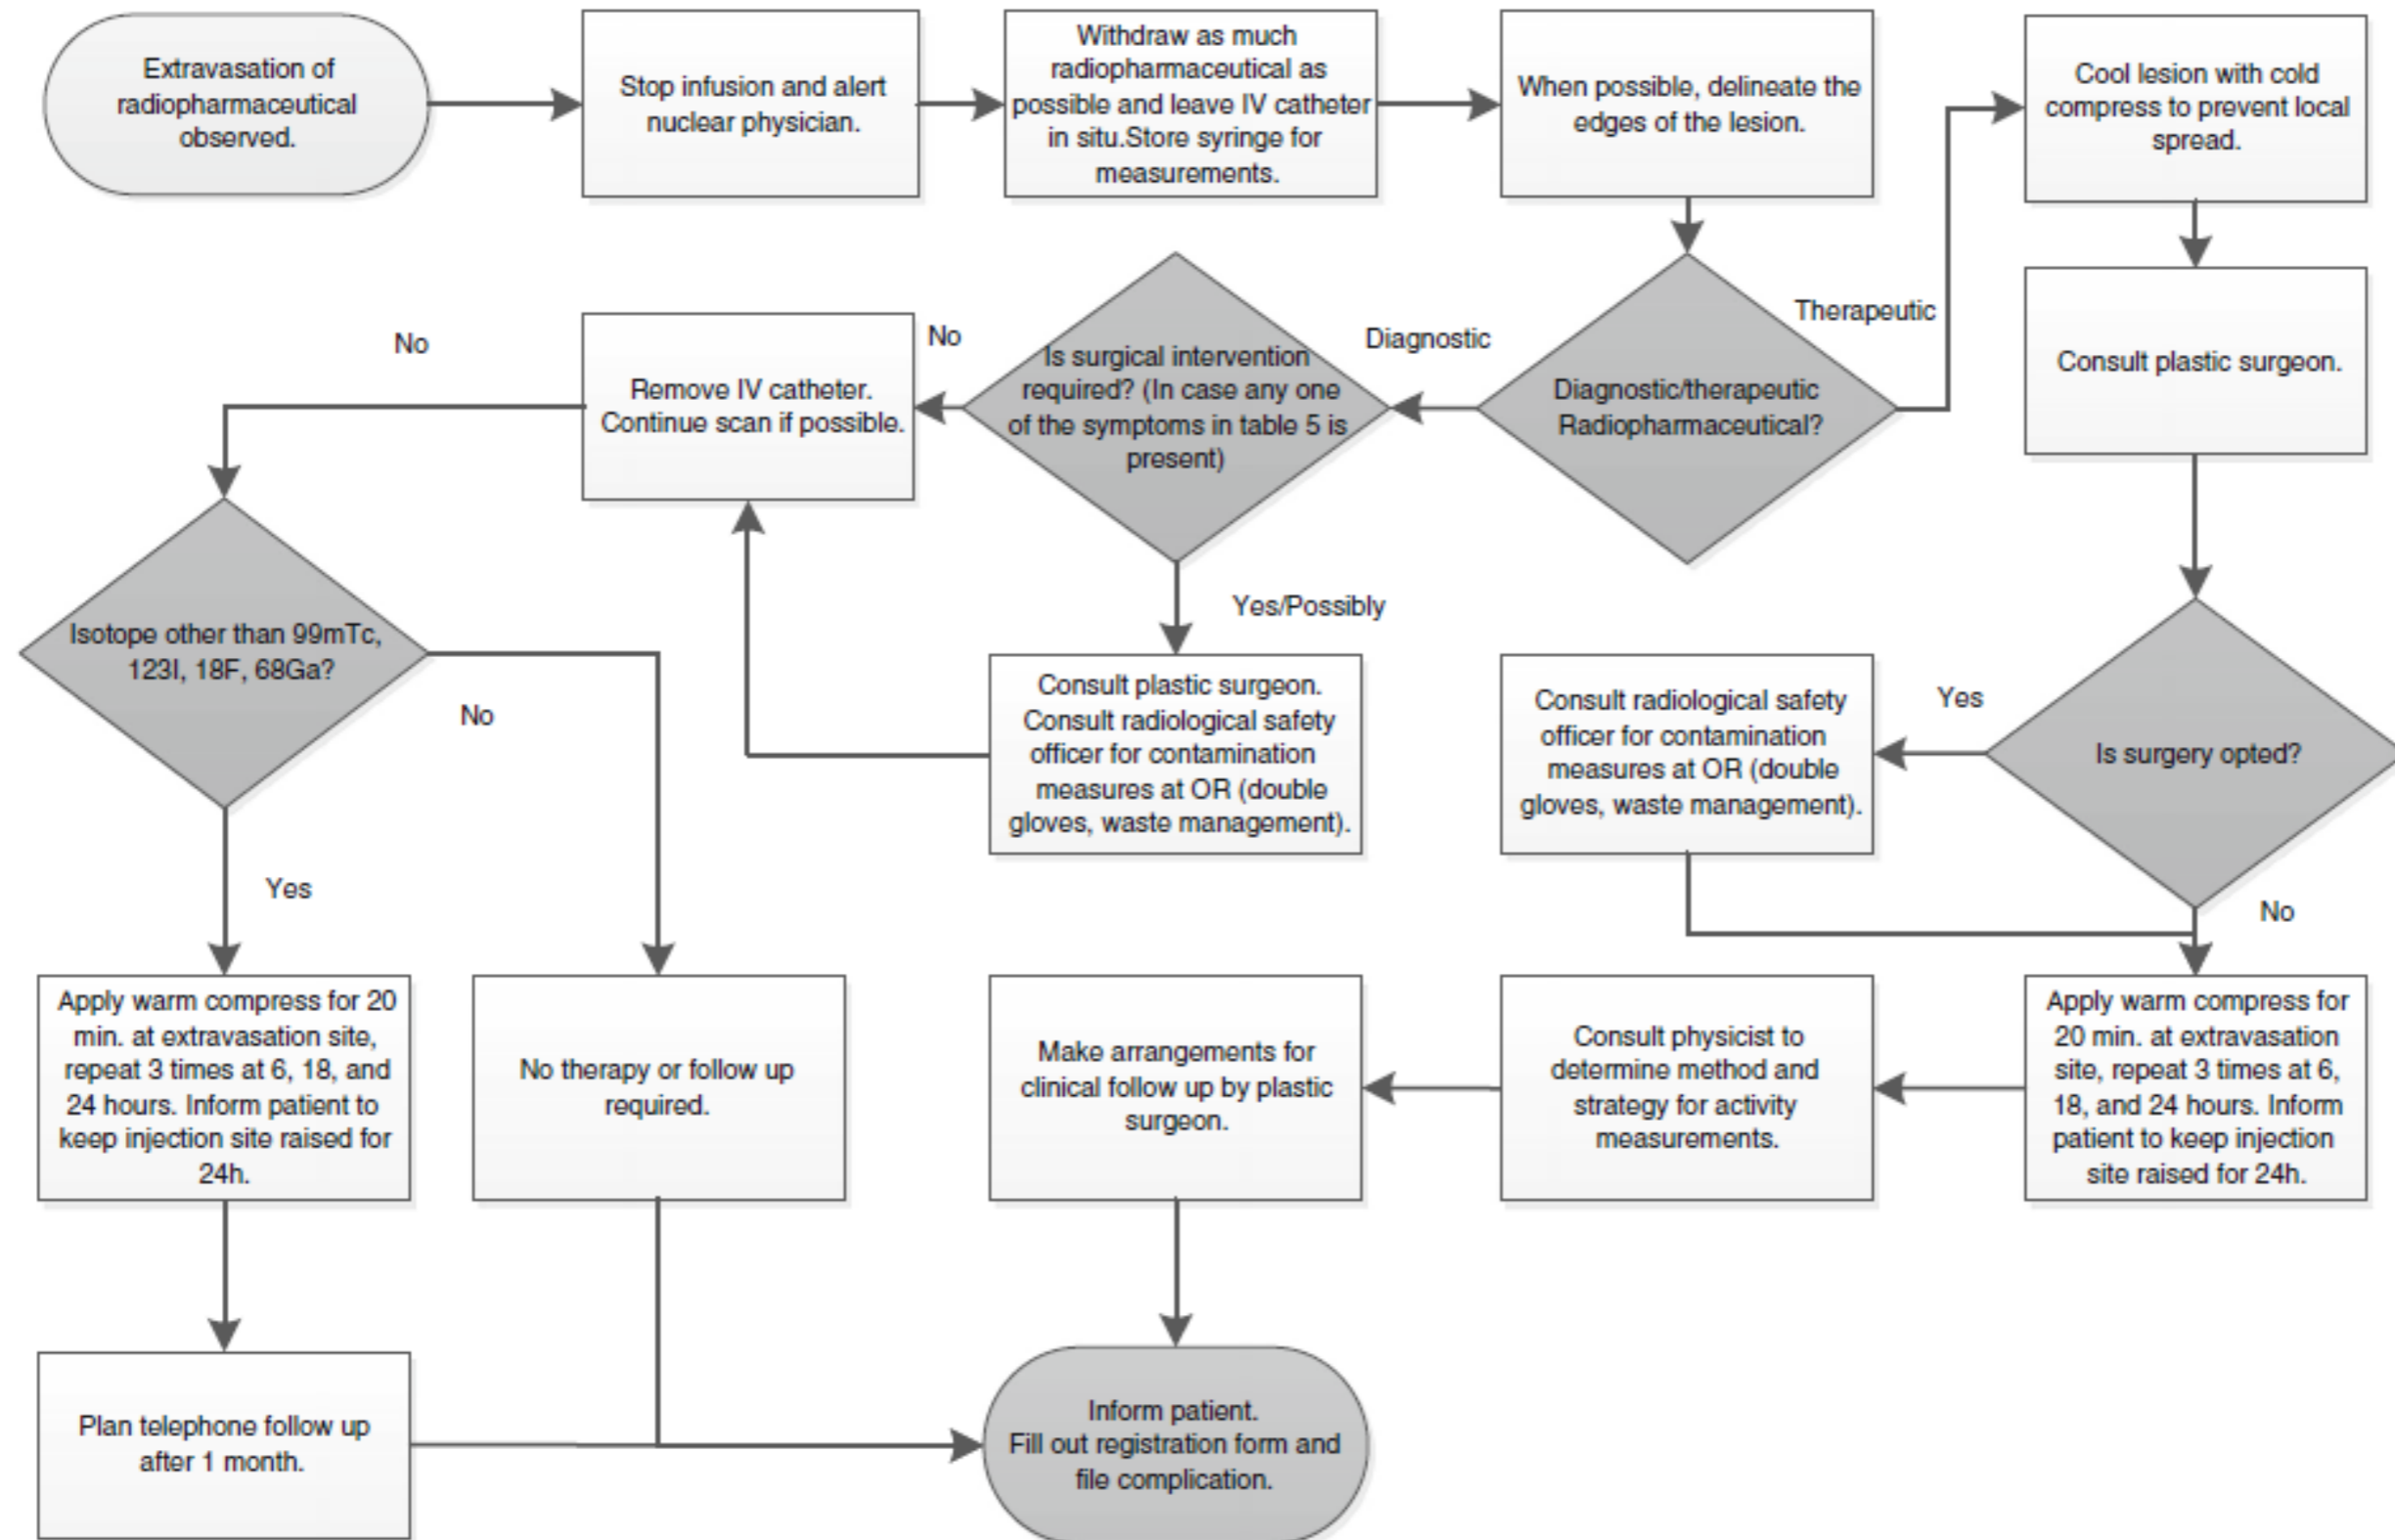 Extravasation of
radiopharmaceutical
observed.
Stop infusion and alert
nuclear physician.
Withdraw as much
radiopharmaceutical as
possible and leave IV catheter
in situ.Store syringe for
measurements.
When possible, delineate the
edges of the lesion.
Cool lesion with cold
compress to prevent local
spread.
Consult plastic surgeon.
Therapeutic
Diagnostic/therapeutic
Radiopharmaceutical?
Diagnostic
Is surgical intervention
required? (In case any one
of the symptoms in table 5 is
present)
No
Remove IV catheter.
Continue scan if possible.
No
Isotope other than 99mTc,
123I, 18F, 68Ga?
No
Yes
Yes/Possibly
Consult plastic surgeon.
Consult radiological safety
officer for contamination
measures at OR (double
gloves, waste management).
Consult radiological safety
officer for contamination
measures at OR (double
gloves, waste management).
Yes
Is surgery opted?
No
Apply warm compress for 20
min. at extravasation site,
repeat 3 times at 6, 18, and
24 hours. Inform patient to
keep injection site raised for
24h.
No therapy or follow up
required.
Make arrangements for
clinical follow up by plastic
surgeon.
Consult physicist to
determine method and
strategy for activity
measurements.
Apply warm compress for
20 min. at extravasation
site, repeat 3 times at 6,
18, and 24 hours. Inform
patient to keep injection
site raised for 24h.
Plan telephone follow up
after 1 month.
Inform patient.
Fill out registration form and
file complication.